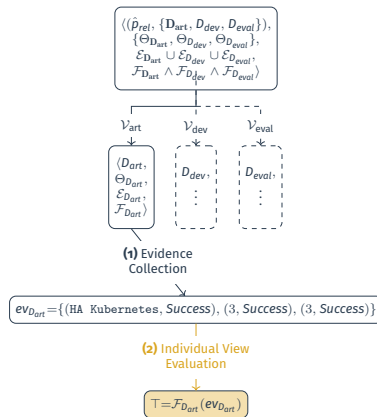 ⟨(p̂_rel, {D_art, D_dev, D_eval}),
{Θ_D_art, Θ_D_dev, Θ_D_eval},
ℰ_D_art ∪ ℰ_D_dev ∪ ℰ_D_eval,
ℱ_D_art ∧ ℱ_D_dev ∧ ℱ_D_eval⟩
𝒱_art 𝒱_dev 𝒱_eval
⟨D_art, D_dev, D_eval,
Θ_D_art, ⋮ ⋮
ℰ_D_art,
ℱ_D_art⟩
(1) Evidence
Collection
ev_D_art={(HA Kubernetes, Success), (3, Success), (3, Success)}
(2) Individual View
Evaluation
⊤=ℱ_D_art(ev_D_art)